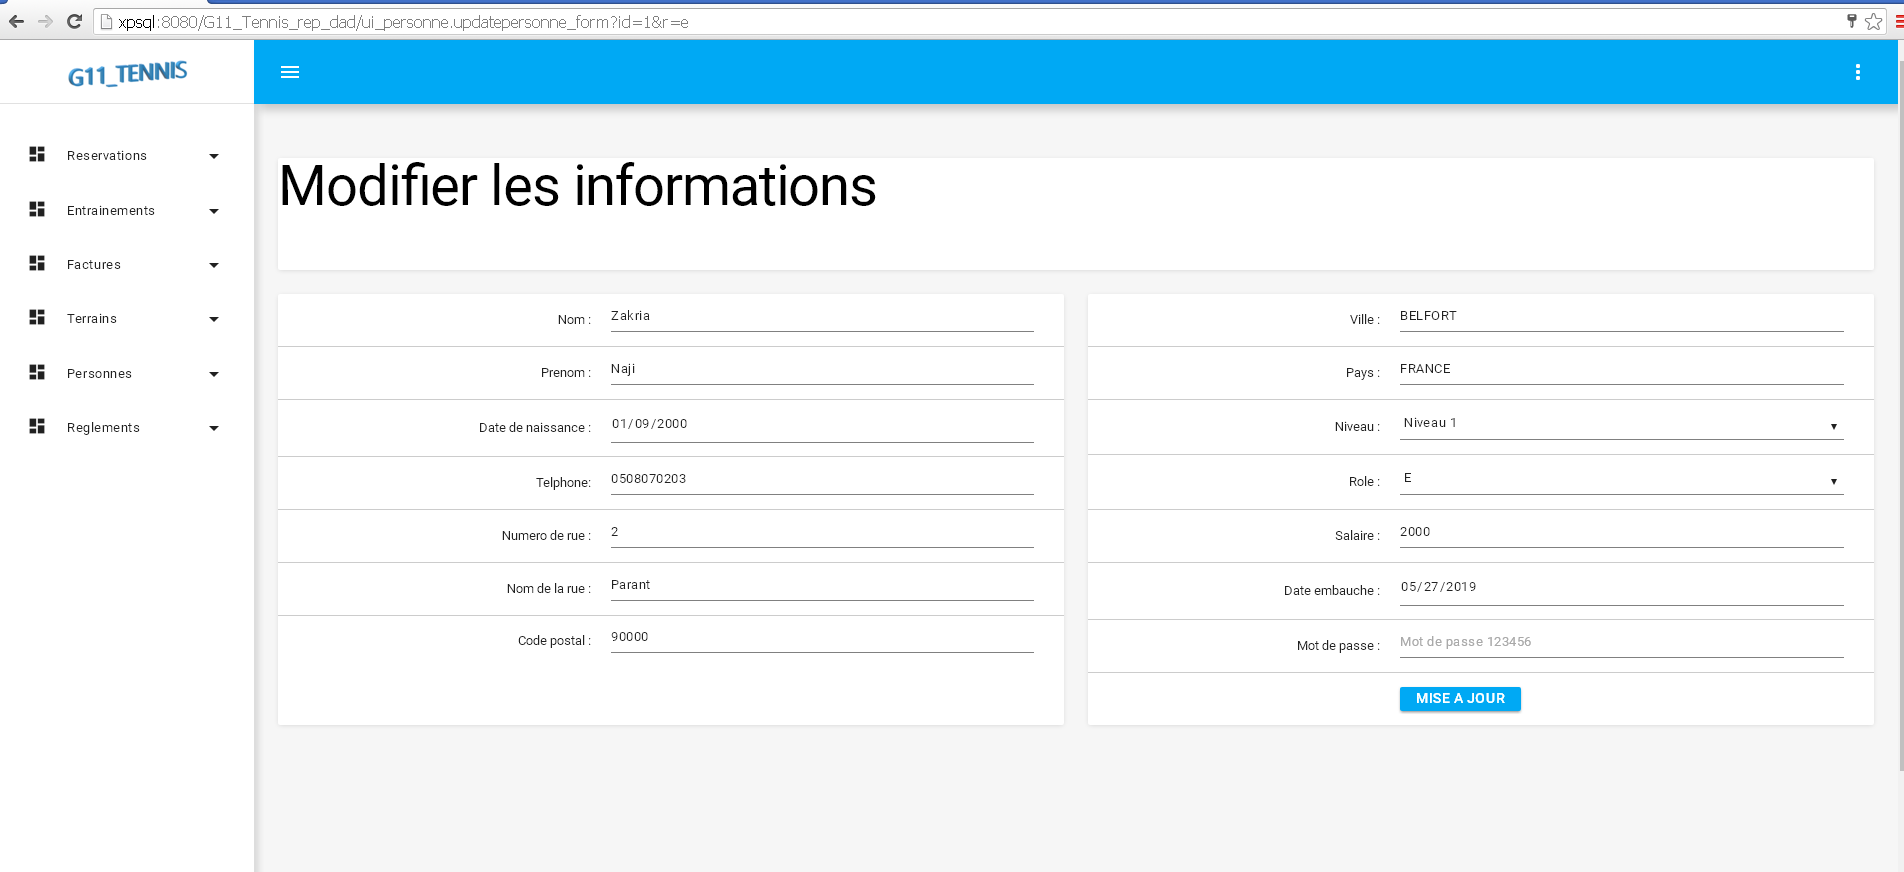 xpsql:8080/G11_Tennis_rep_dad/ui_personne.updatepersonne_form?id=1&r=e
G11_TENNIS
Reservations
Entrainements
Factures
Terrains
Personnes
Reglements
Modifier les informations
Nom : Zakria
Prenom : Naji
Date de naissance : 01/09/2000
Telphone: 0508070203
Numero de rue : 2
Nom de la rue : Parant
Code postal : 90000
Ville : BELFORT
Pays : FRANCE
Niveau : Niveau 1
Role : E
Salaire : 2000
Date embauche : 05/27/2019
Mot de passe : Mot de passe 123456
MISE A JOUR